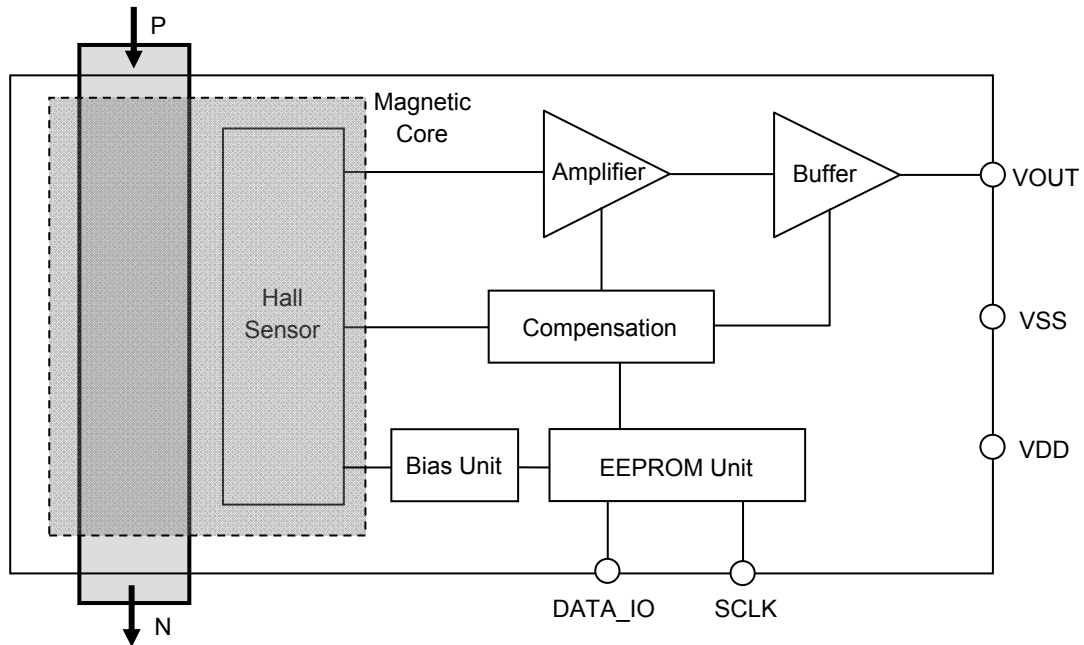 P
Magnetic
Core
Amplifier
Buffer
VOUT
Hall
Sensor
Compensation
VSS
Bias Unit
EEPROM Unit
VDD
DATA_IO
SCLK
N